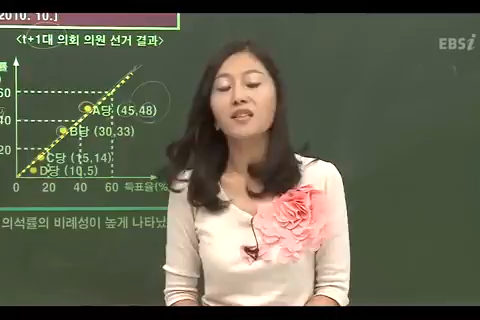 2010. 10.]
EBSi
<t+1대 의회 의원 선거 결과>
률
60
A당 (45,48)
40
B당 (30,33)
20
C당 (15,14)
D당 (10,5)
0 20 40 60 득표율(%
의석률의 비례성이 높게 나타났